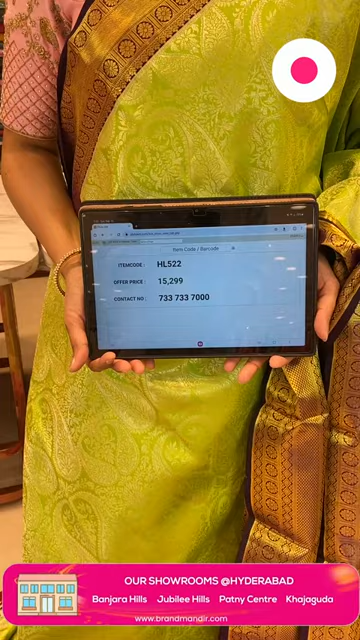 Item Code / Barcode
ITEMCODE : HL522
OFFER PRICE : 15,299
CONTACT NO : 733 733 7000
OUR SHOWROOMS @HYDERABAD
Banjara Hills Jubilee Hills Patny Centre Khajaguda
www.brandmandir.com